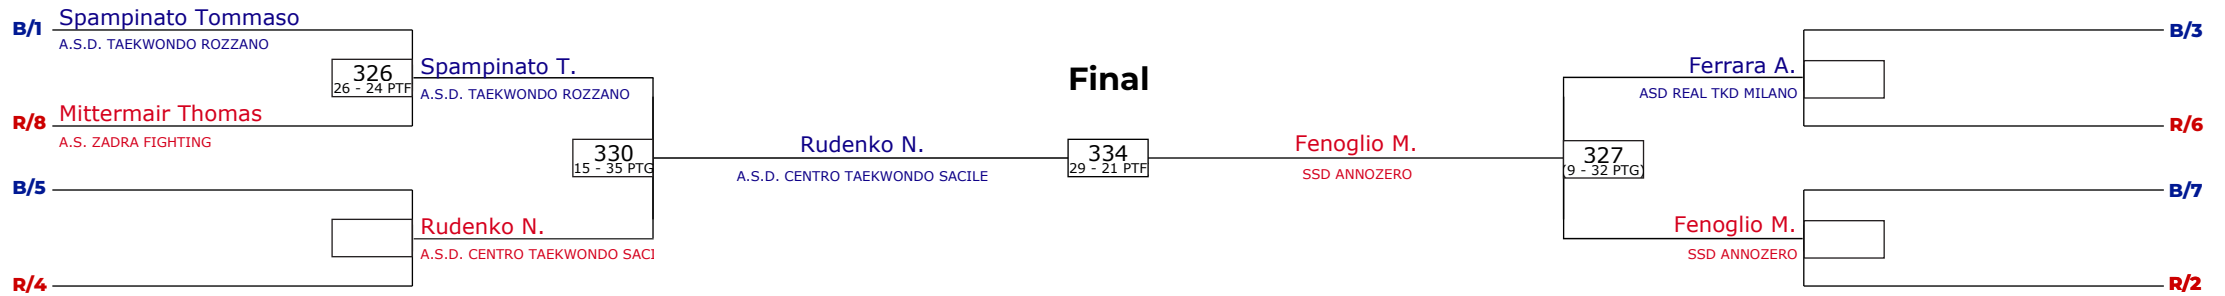 B/1
Spampinato Tommaso
A.S.D. TAEKWONDO ROZZANO
326
26 - 24 PTF
R/8
Mittermair Thomas
A.S. ZADRA FIGHTING
Spampinato T.
A.S.D. TAEKWONDO ROZZANO
330
15 - 35 PTG
B/5
R/4
Rudenko N.
A.S.D. CENTRO TAEKWONDO SACI
Rudenko N.
A.S.D. CENTRO TAEKWONDO SACILE
Final
334
29 - 21 PTF
Fenoglio M.
SSD ANNOZERO
327
(9 - 32 PTG)
Ferrara A.
ASD REAL TKD MILANO
B/3
R/6
Fenoglio M.
SSD ANNOZERO
B/7
R/2